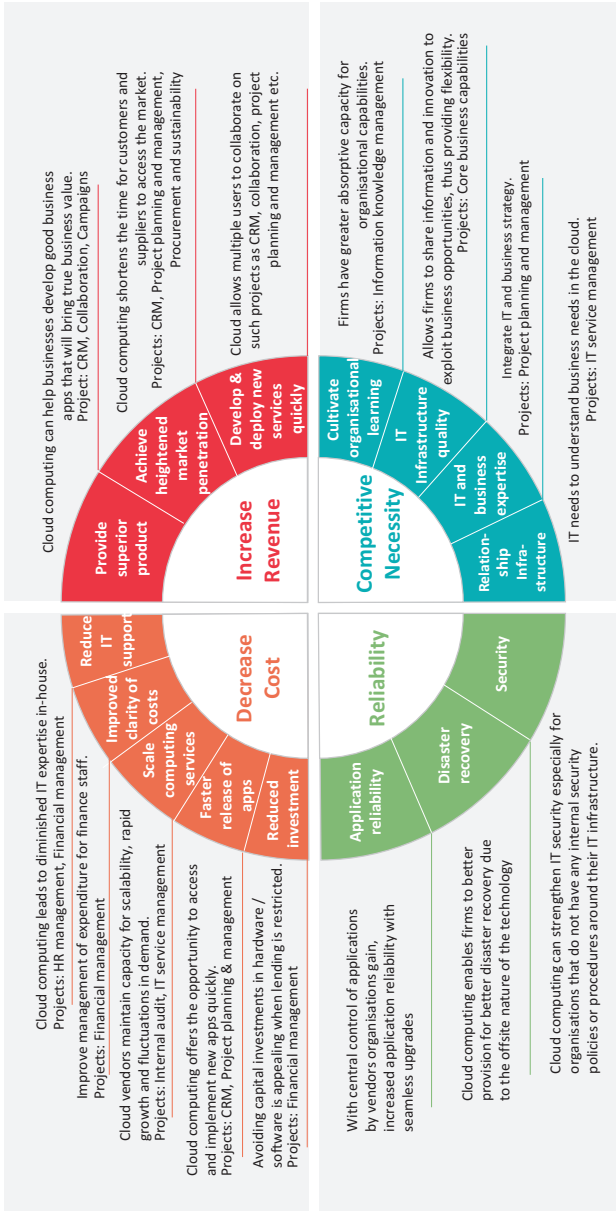 Cloud computing leads to diminished IT expertise in-house.
Projects: HR management, Financial management
Improve management of expenditure for finance staff.
Projects: Financial management
Cloud vendors maintain capacity for scalability, rapid
growth and fluctuations in demand.
Projects: Internal audit, IT service management
Cloud computing offers the opportunity to access
and implement new apps quickly.
Projects: CRM, Project planning & management
Avoiding capital investments in hardware /
software is appealing when lending is restricted.
Projects: Financial management
Reduce
IT
support
Improved
clarity of
costs
Scale
computing
services
Faster
release of
apps
Reduced
investment
Decrease
Cost
Cloud computing can help businesses develop good business
apps that will bring true business value.
Project: CRM, Collaboration, Campaigns
Cloud computing shortens the time for customers and
suppliers to access the market.
Projects: CRM, Project planning and management,
Procurement and sustainability
Cloud allows multiple users to collaborate on
such projects as CRM, collaboration, project
planning and management etc.
Provide
superior
product
Achieve
heightened
market
penetration
Develop &
deploy new
services
quickly
Increase
Revenue
Reliability
Application
reliability
Disaster
recovery
Security
With central control of applications
by vendors organisations gain,
increased application reliability with
seamless upgrades
Cloud computing enables firms to better
provision for better disaster recovery due
to the offsite nature of the technology
Cloud computing can strengthen IT security especially for
organisations that do not have any internal security
policies or procedures around their IT infrastructure.
Competitive
Necessity
Cultivate
organisational
learning
IT
Infrastructure
quality
IT and
business
expertise
Relation-
ship
Infra-
structure
Firms have greater absorptive capacity for
organisational capabilities.
Projects: Information knowledge management
Allows firms to share information and innovation to
exploit business opportunities, thus providing flexibility.
Projects: Core business capabilities
Integrate IT and business strategy.
Projects: Project planning and management
IT needs to understand business needs in the cloud.
Projects: IT service management